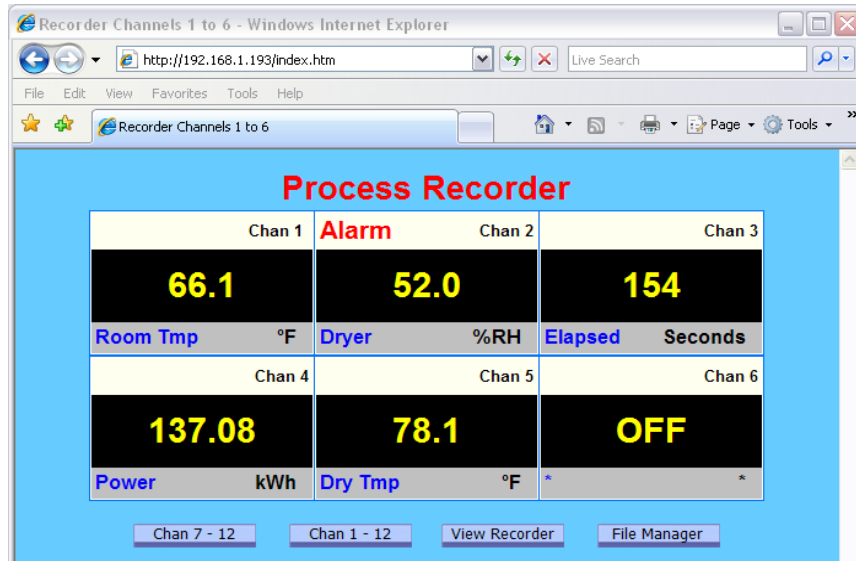 Recorder Channels 1 to 6 - Windows Internet Explorer
http://192.168.1.193/index.htm
Live Search
File Edit View Favorites Tools Help
Recorder Channels 1 to 6
Page Tools »
Process Recorder
Chan 1 Alarm Chan 2 Chan 3
66.1 52.0 154
Room Tmp °F Dryer %RH Elapsed Seconds
Chan 4 Chan 5 Chan 6
137.08 78.1 OFF
Power kWh Dry Tmp °F * *
Chan 7 - 12 Chan 1 - 12 View Recorder File Manager